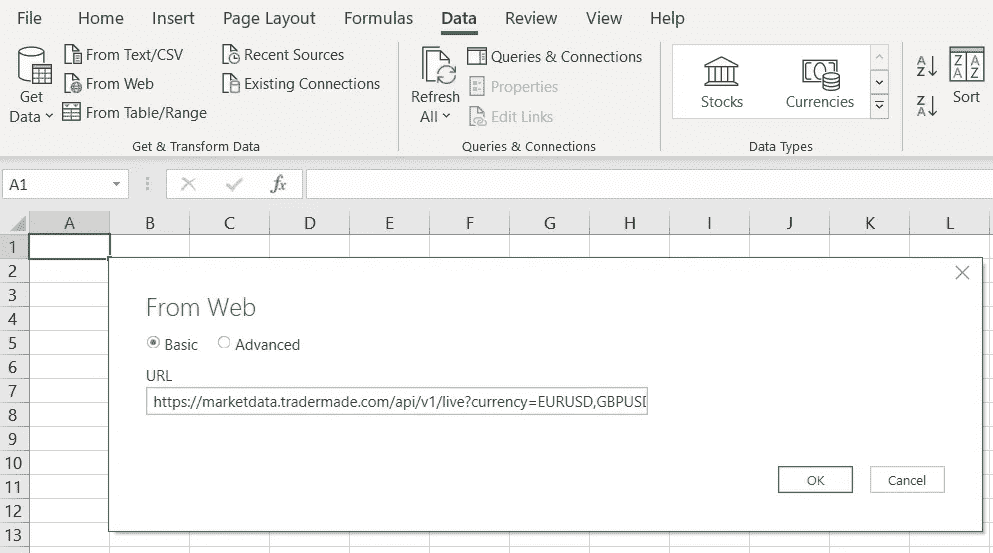 File Home Insert Page Layout Formulas Data Review View Help
Get Data
From Text/CSV
From Web
From Table/Range
Recent Sources
Existing Connections
Get & Transform Data
Refresh All
Queries & Connections
Properties
Edit Links
Queries & Connections
Stocks
Currencies
Data Types
A Z
Z A
Z A A Z
Sort
A1
fx
A B C D E F G H I J K L
1
2
3
4
5
6
7
8
9
10
11
12
13
From Web
Basic Advanced
URL
https://marketdata.tradermade.com/api/v1/live?currency=EURUSD,GBPUSD
OK Cancel